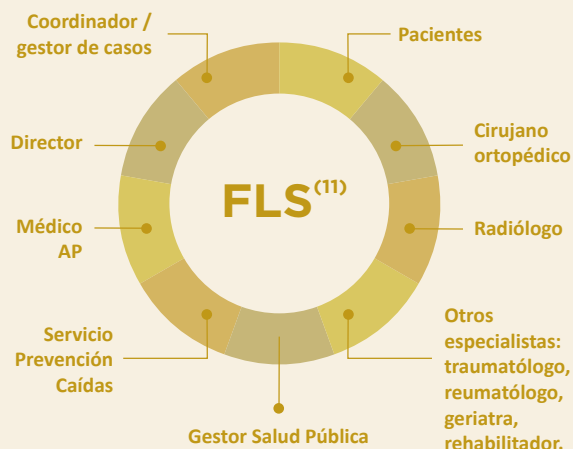 Coordinador /
gestor de casos
Pacientes
Cirujano
ortopédico
Radiólogo
Otros
especialistas:
traumatólogo,
reumatólogo,
geriatra,
rehabilitador.
Gestor Salud Pública
Servicio
Prevención
Caídas
Médico
AP
Director
FLS(11)